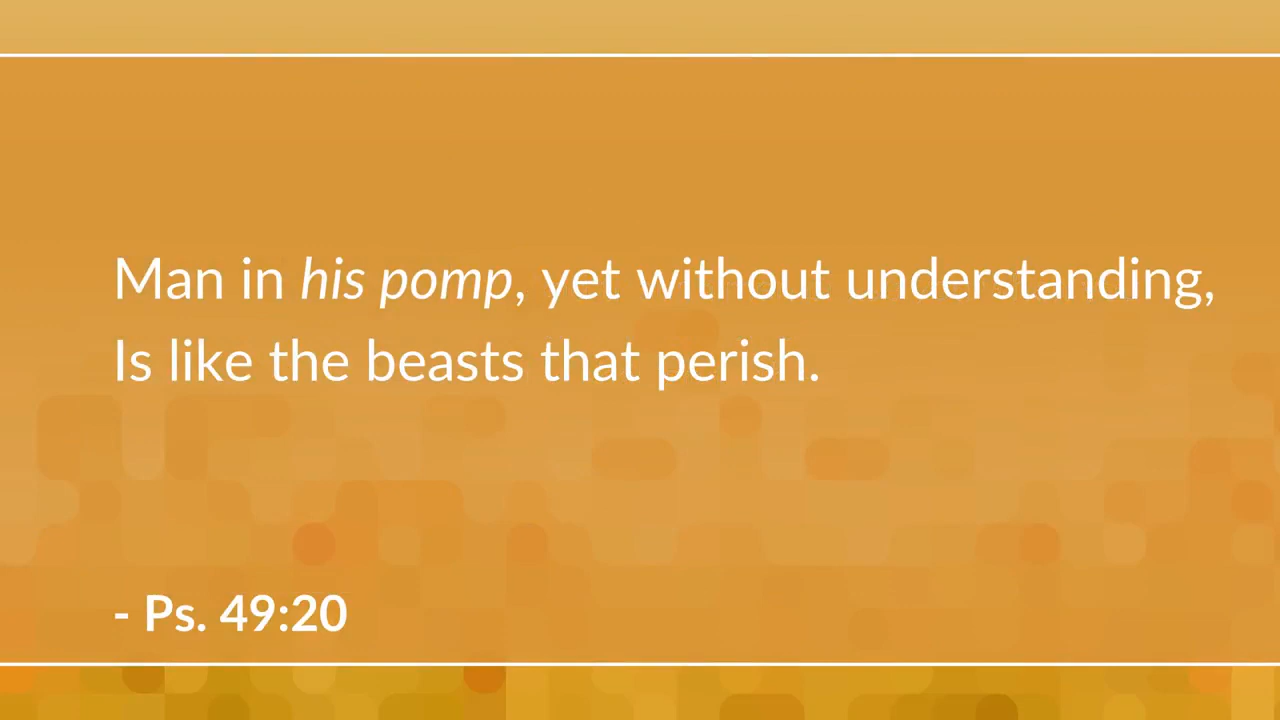 Man in his pomp, yet without understanding,
Is like the beasts that perish.
- Ps. 49:20